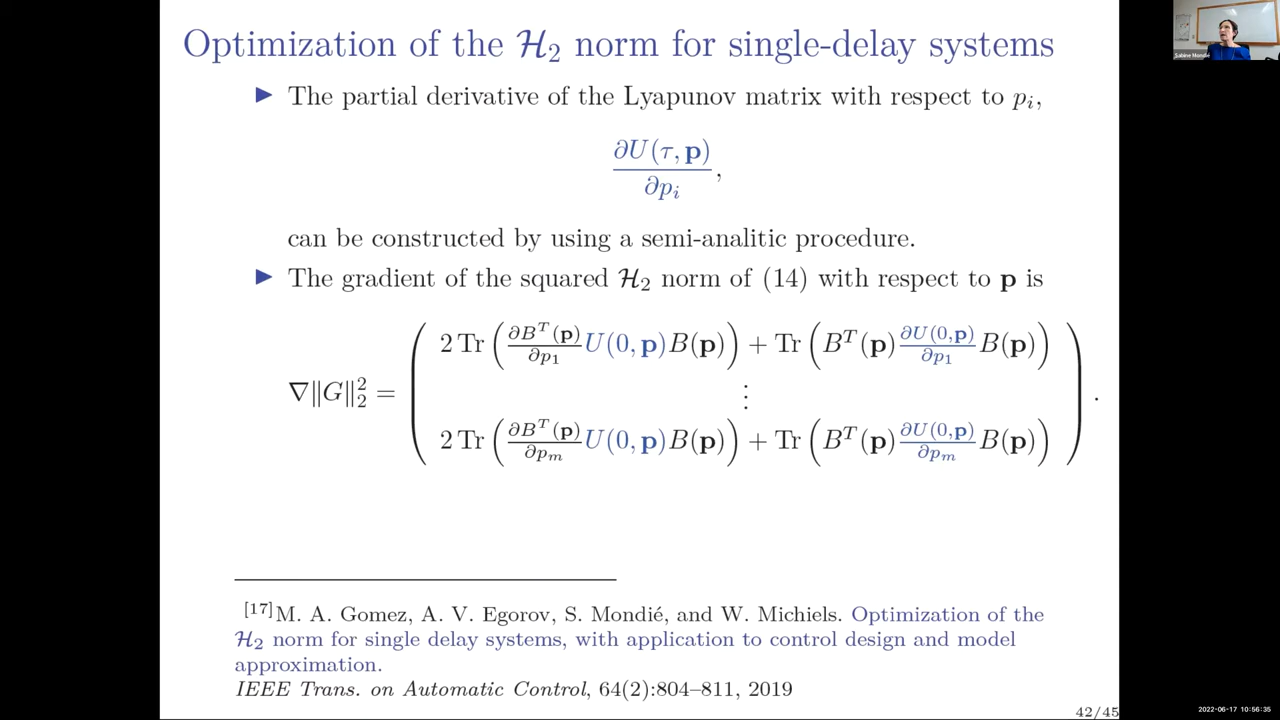 Optimization of the ℋ₂ norm for single-delay systems
▶ The partial derivative of the Lyapunov matrix with respect to pᵢ,
∂U(τ, p)
∂pᵢ ,
can be constructed by using a semi-analitic procedure.
▶ The gradient of the squared ℋ₂ norm of (14) with respect to p is
2 Tr (∂Bᵀ(p)/∂p₁ U(0, p)B(p)) + Tr (Bᵀ(p) ∂U(0,p)/∂p₁ B(p))
∇‖G‖₂² = ⋮ .
2 Tr (∂Bᵀ(p)/∂pₘ U(0, p)B(p)) + Tr (Bᵀ(p) ∂U(0,p)/∂pₘ B(p))
[17] M. A. Gomez, A. V. Egorov, S. Mondié, and W. Michiels. Optimization of the
ℋ₂ norm for single delay systems, with application to control design and model
approximation.
IEEE Trans. on Automatic Control, 64(2):804–811, 2019
42/45
Sabine Mondié
2022-06-17 10:56:35